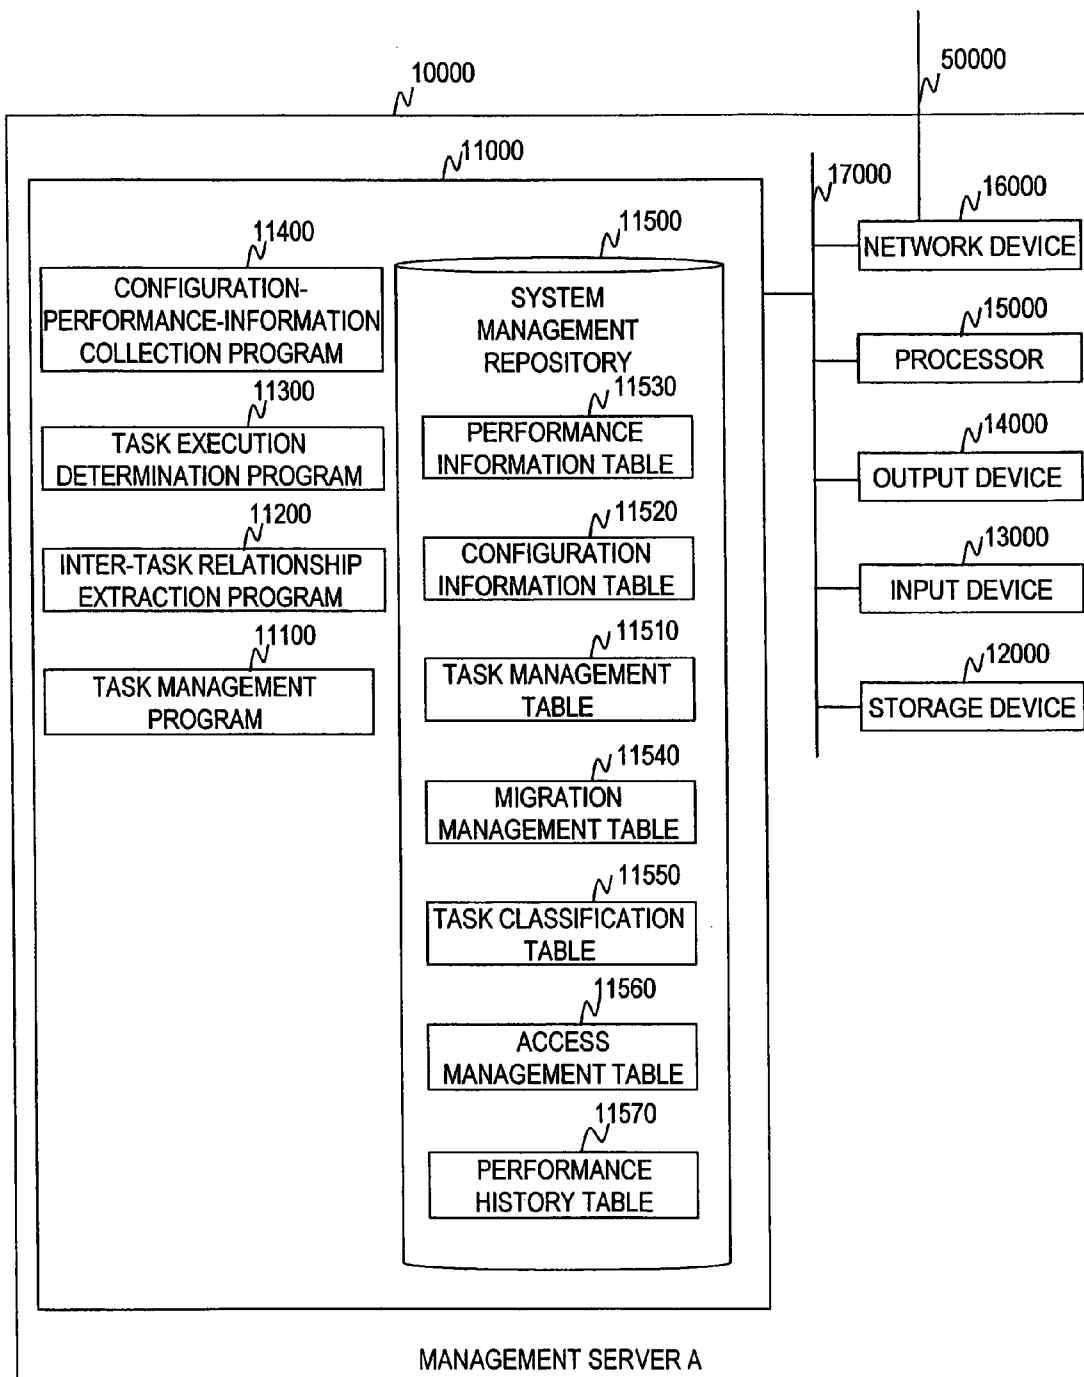 50000
10000
11000
17000
16000
NETWORK DEVICE
15000
PROCESSOR
14000
OUTPUT DEVICE
13000
INPUT DEVICE
12000
STORAGE DEVICE
11400
CONFIGURATION-
PERFORMANCE-INFORMATION
COLLECTION PROGRAM
11300
TASK EXECUTION
DETERMINATION PROGRAM
11200
INTER-TASK RELATIONSHIP
EXTRACTION PROGRAM
11100
TASK MANAGEMENT
PROGRAM
11500
SYSTEM
MANAGEMENT
REPOSITORY
11530
PERFORMANCE
INFORMATION TABLE
11520
CONFIGURATION
INFORMATION TABLE
11510
TASK MANAGEMENT
TABLE
11540
MIGRATION
MANAGEMENT TABLE
11550
TASK CLASSIFICATION
TABLE
11560
ACCESS
MANAGEMENT TABLE
11570
PERFORMANCE
HISTORY TABLE
MANAGEMENT SERVER A